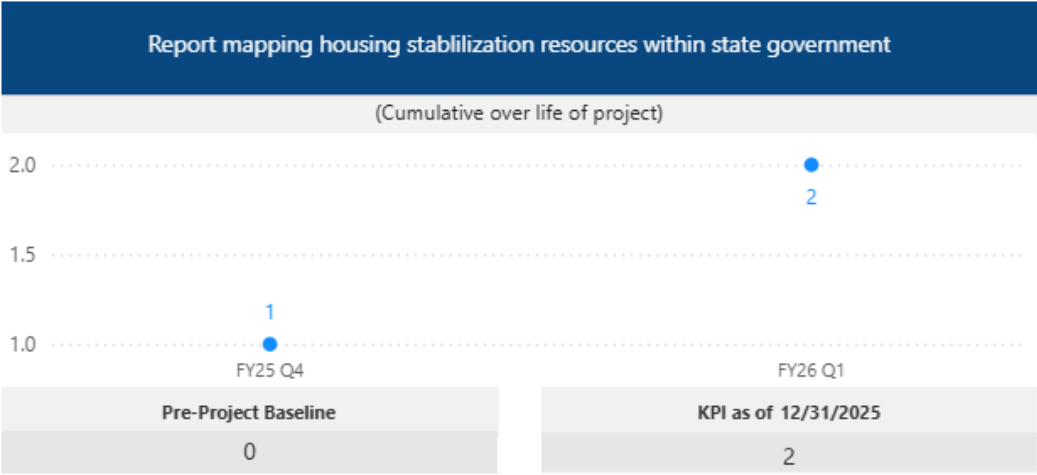 Report mapping housing stablilization resources within state government
(Cumulative over life of project)
2.0
2
1.5
1
1.0
FY25 Q4 FY26 Q1
Pre-Project Baseline KPI as of 12/31/2025
0 2